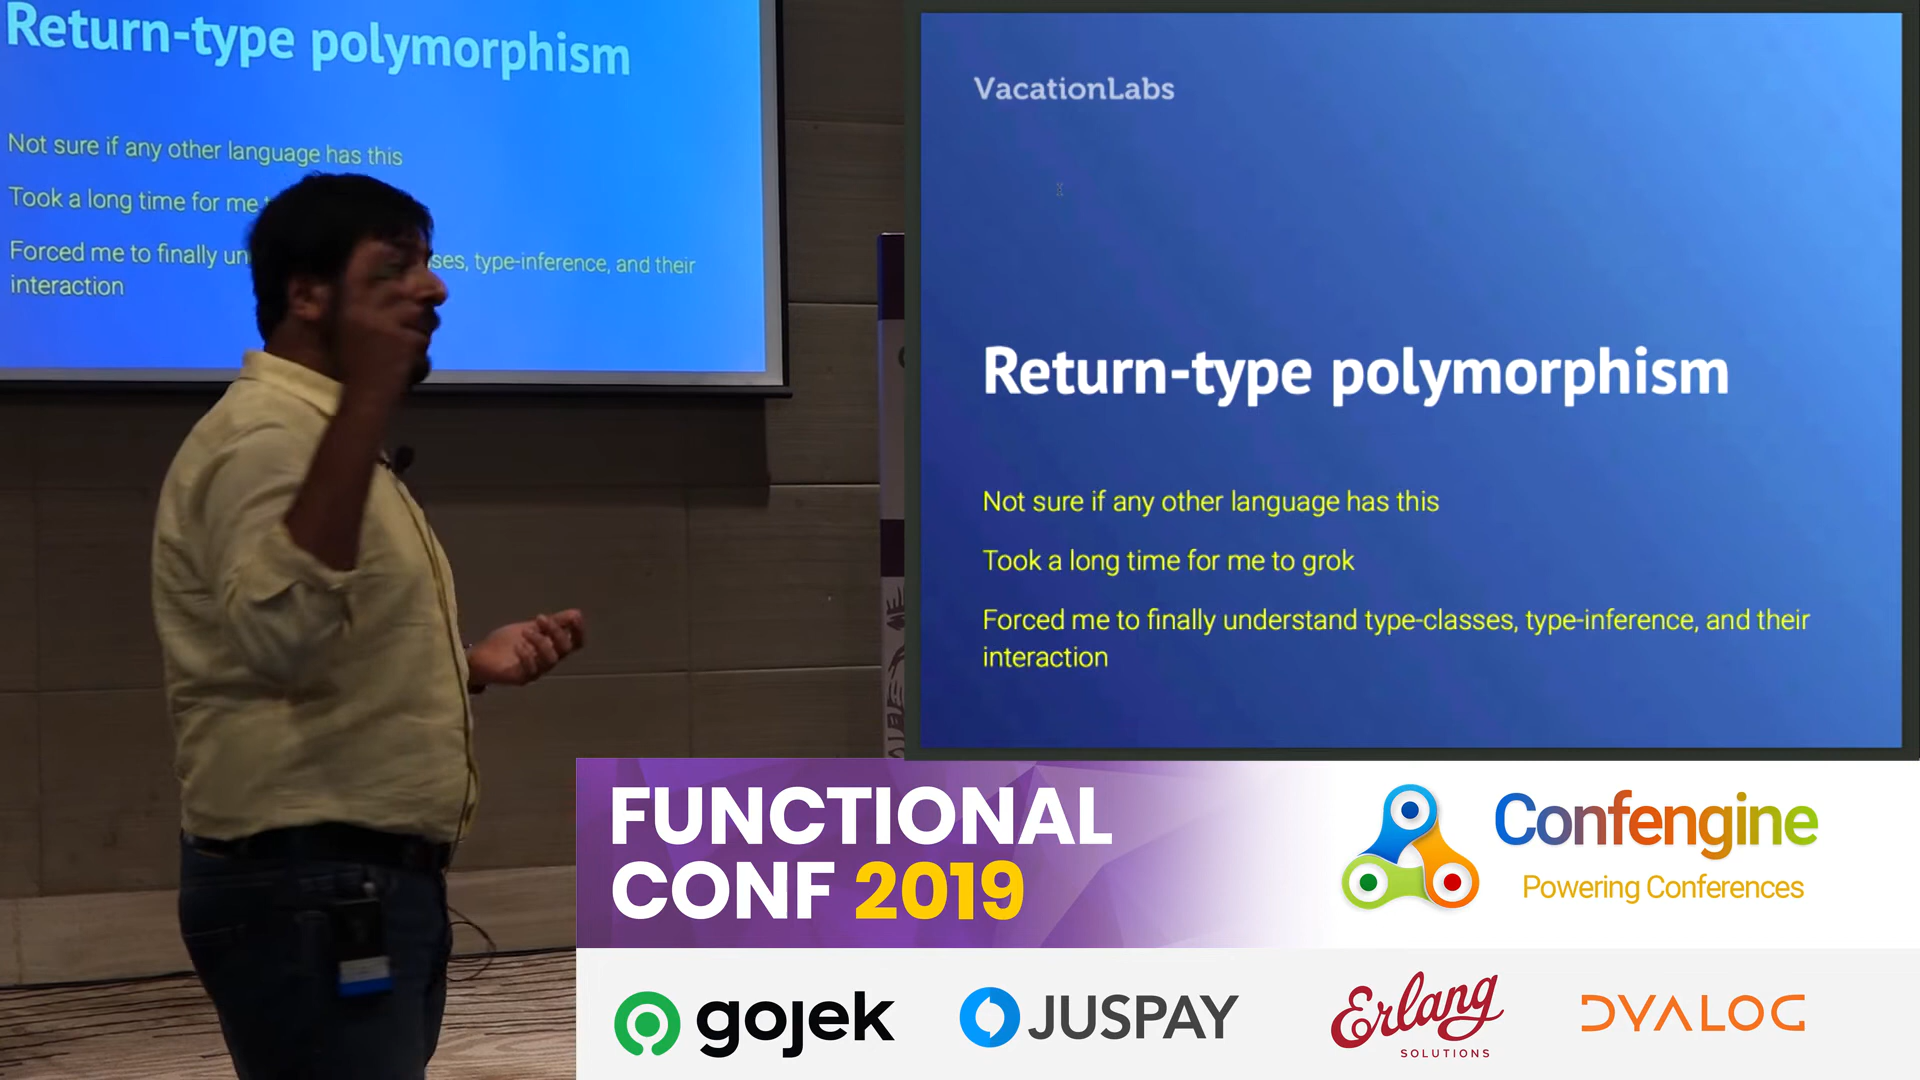 Return-type polymorphism
Not sure if any other language has this
Took a long time for me
Forced me to finally un ses, type-inference, and their
interaction
VacationLabs
Return-type polymorphism
Not sure if any other language has this
Took a long time for me to grok
Forced me to finally understand type-classes, type-inference, and their
interaction
FUNCTIONAL
CONF 2019
Confengine
Powering Conferences
gojek
JUSPAY
Erlang
SOLUTIONS
DYALOG